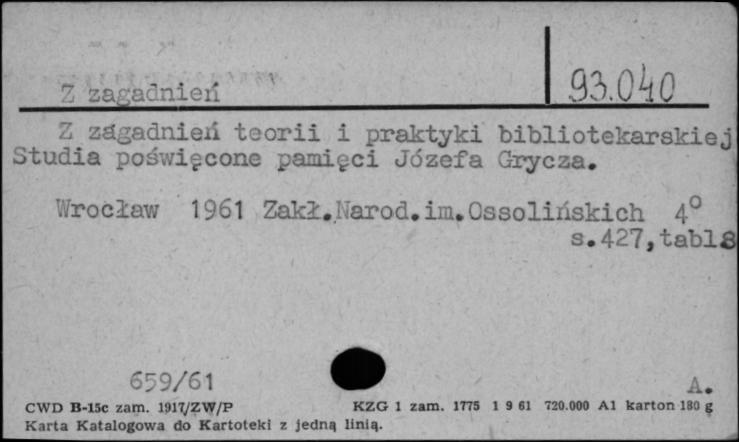 Z zagadnień 93.040
Z zagadnień teorii i praktyki bibliotekarskiej
Studia poświęcone pamięci Józefa Grycza.
Wrocław 1961 Zakł.Narod.im.Ossolińskich 4°
s.427,tabl8
659/61 A.
CWD B-15c zam. 1917/ZW/P KZG 1 zam. 1775 1 9 61 720.000 A1 karton 180 g
Karta Katalogowa do Kartoteki z jedną linią.